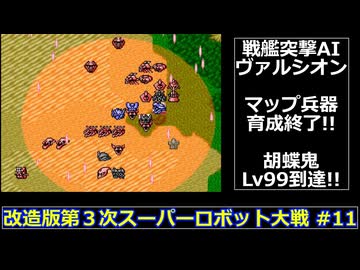 戦艦突撃AI
ヴァルシオン
マップ兵器
育成終了!!
胡蝶鬼
Lv99到達!!
改造版第３次スーパーロボット大戦 #11